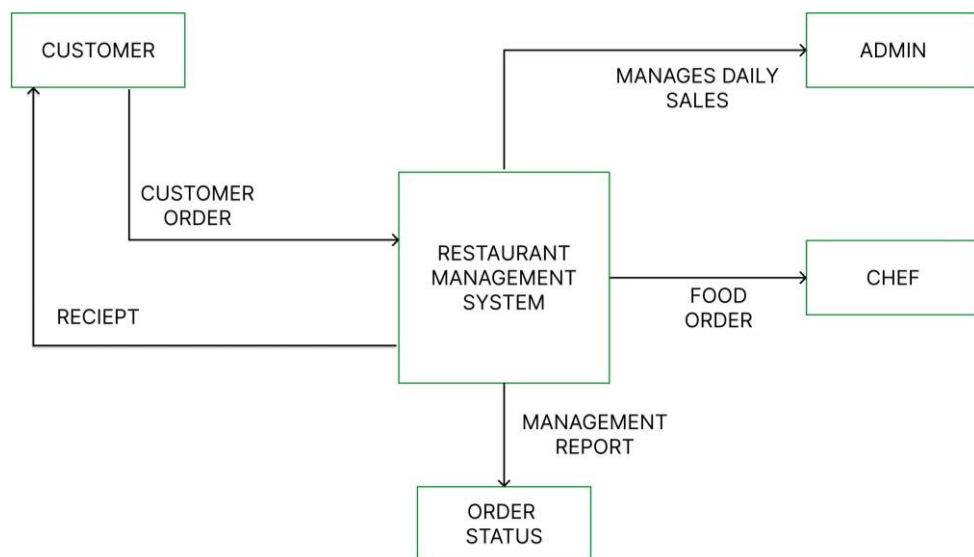 CUSTOMER
ADMIN
MANAGES DAILY
SALES
CUSTOMER
ORDER
RESTAURANT
MANAGEMENT
SYSTEM
CHEF
FOOD
ORDER
RECIEPT
MANAGEMENT
REPORT
ORDER
STATUS